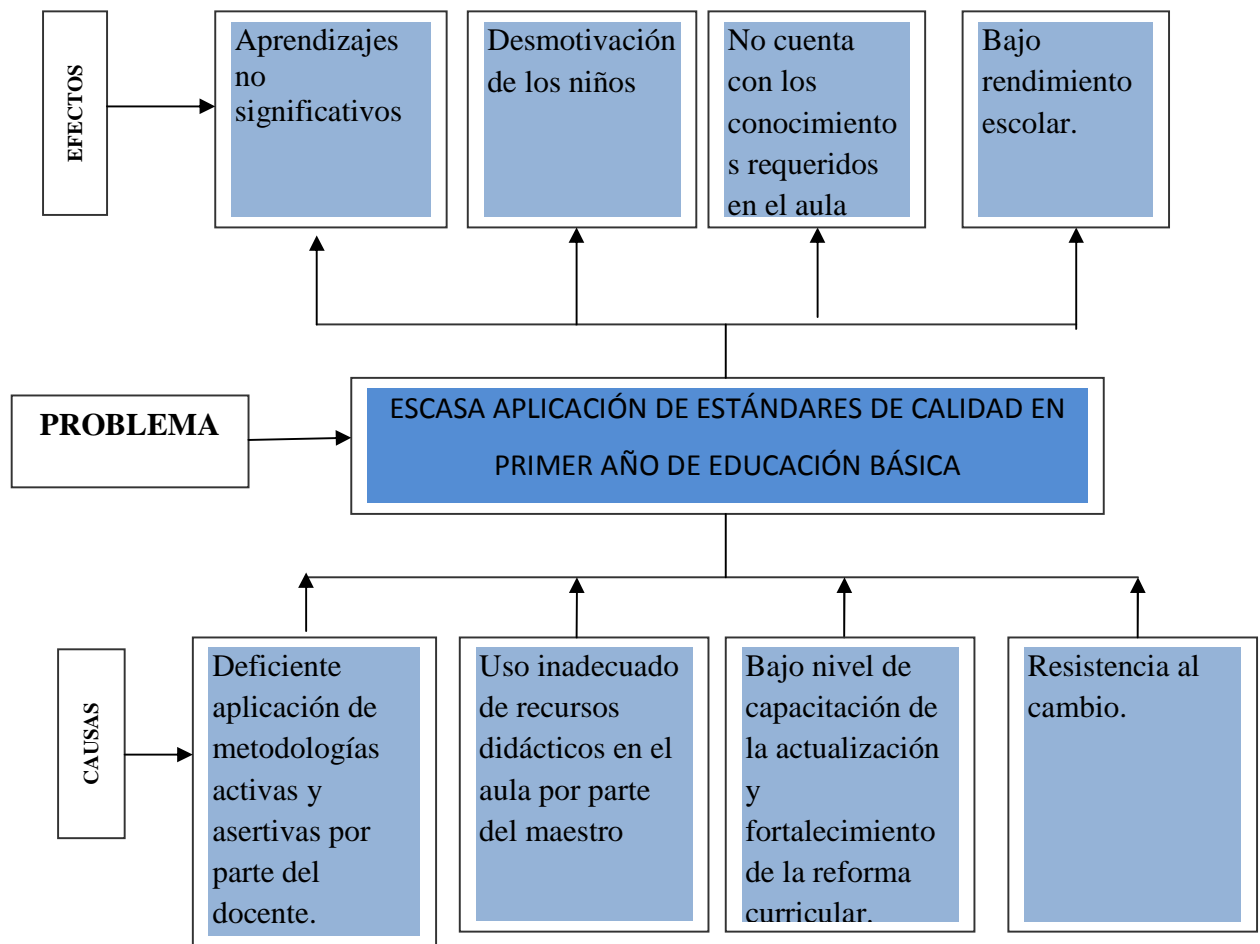 EFECTOS
Aprendizajes
no
significativos
Desmotivación
de los niños
No cuenta
con los
conocimiento
s requeridos
en el aula
Bajo
rendimiento
escolar.
PROBLEMA
ESCASA APLICACIÓN DE ESTÁNDARES DE CALIDAD EN
PRIMER AÑO DE EDUCACIÓN BÁSICA
CAUSAS
Deficiente
aplicación de
metodologías
activas y
asertivas por
parte del
docente.
Uso inadecuado
de recursos
didácticos en el
aula por parte
del maestro
Bajo nivel de
capacitación de
la actualización
y
fortalecimiento
de la reforma
curricular.
Resistencia al
cambio.